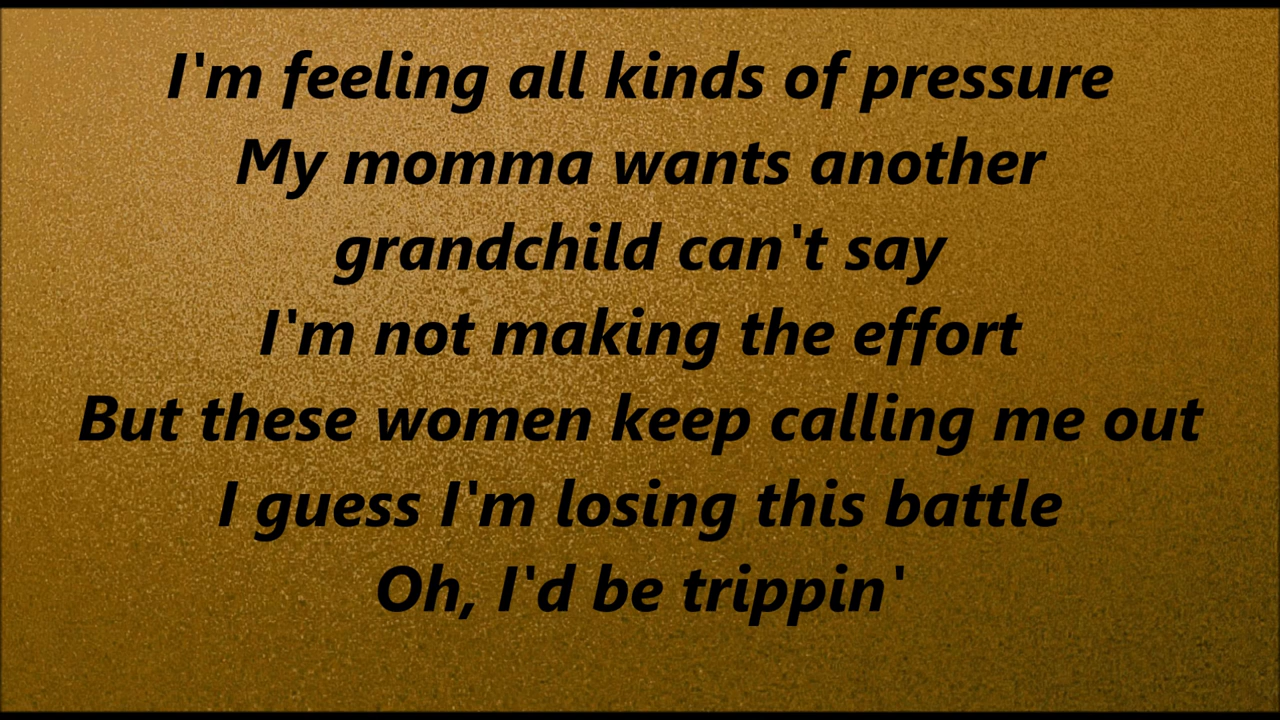 I'm feeling all kinds of pressure
My momma wants another
grandchild can't say
I'm not making the effort
But these women keep calling me out
I guess I'm losing this battle
Oh, I'd be trippin'